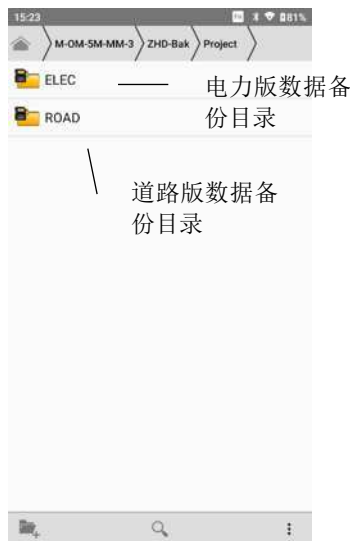 15:23
81%
M-OM-5M-MM-3
ZHD-Bak
Project
ELEC
电力版数据备
份目录
ROAD
道路版数据备
份目录